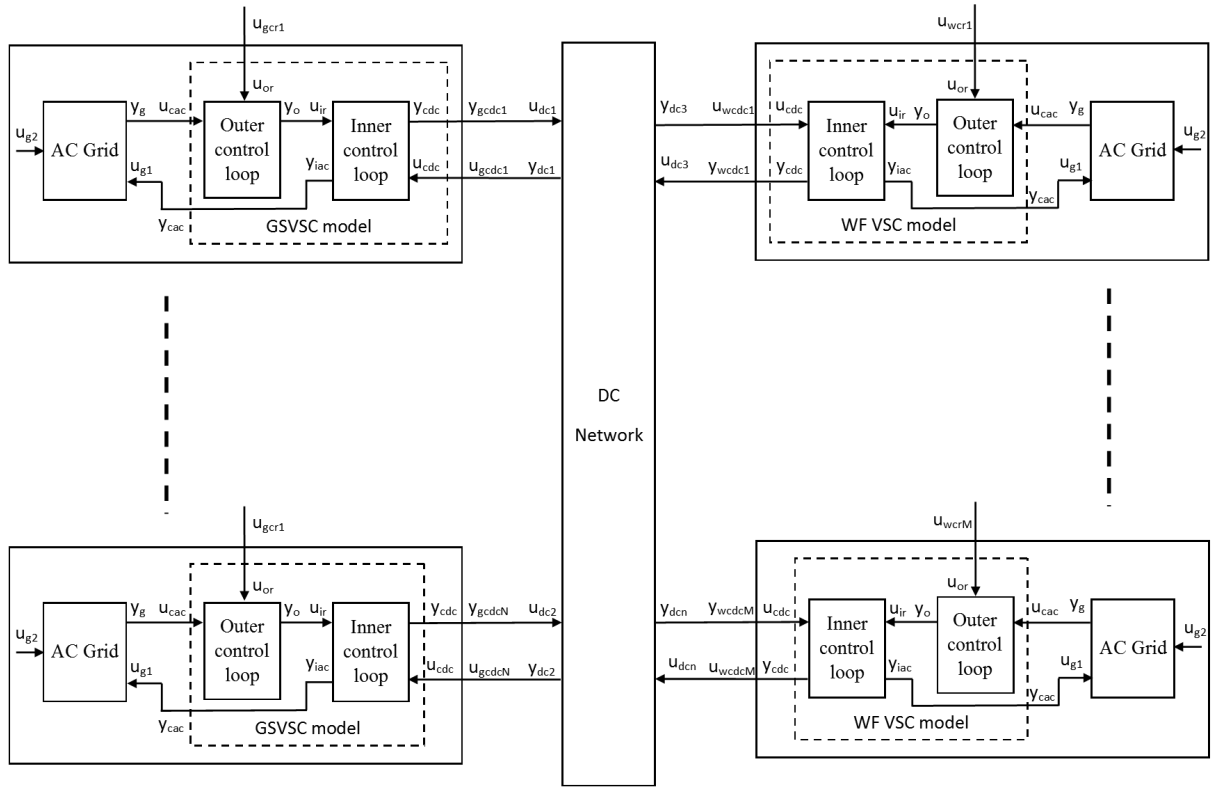 u_gcr1
u_g2
AC Grid
y_g
u_cac
u_g1
y_cac
u_or
Outer
control
loop
y_o
u_ir
y_iac
Inner
control
loop
y_cdc
y_gcdc1
u_dc1
u_cdc
u_gcdc1
y_dc1
GSVSC model
u_wcr1
y_dc3
u_wcdc1
u_cdc
u_dc3
y_wcdc1
y_cdc
Inner
control
loop
u_ir
y_o
y_iac
u_or
Outer
control
loop
u_cac
y_g
u_g1
y_cac
AC Grid
u_g2
WF VSC model
DC
Network
u_gcr1
u_g2
AC Grid
y_g
u_cac
u_g1
y_cac
u_or
Outer
control
loop
y_o
u_ir
y_iac
Inner
control
loop
y_cdc
y_gcdcN
u_dc2
u_cdc
u_gcdcN
y_dc2
GSVSC model
u_wcrM
y_dcn
y_wcdcM
u_cdc
u_dcn
u_wcdcM
y_cdc
Inner
control
loop
u_ir
y_o
y_iac
u_or
Outer
control
loop
u_cac
y_g
u_g1
y_cac
AC Grid
u_g2
WF VSC model